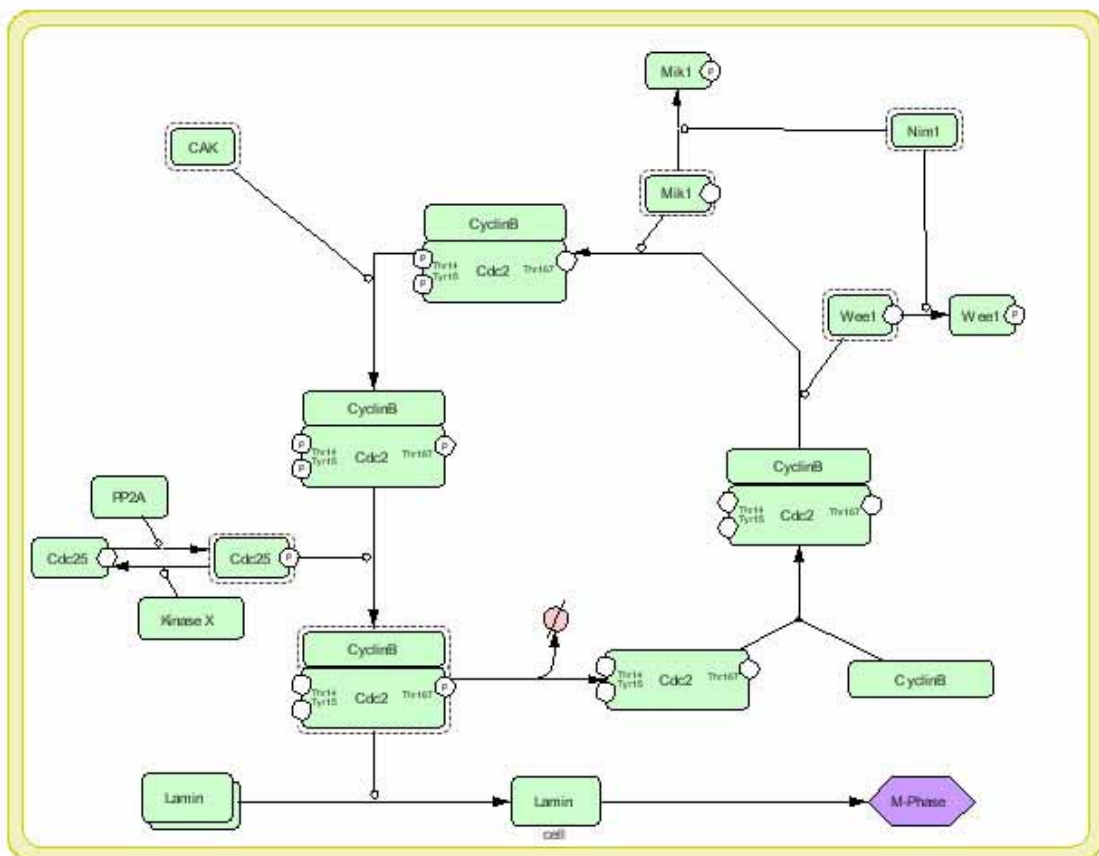 Mik1 P
CAK
Nim1
Mik1
CyclinB
P Thr14
P Tyr15
Cdc2
Thr167
Wee1
Wee1 P
CyclinB
P Thr14
P Tyr15
Cdc2
Thr167 P
CyclinB
Thr14
Tyr15
Cdc2
Thr167
PP2A
Cdc25
Cdc25 P
Kinase X
CyclinB
Thr14
Tyr15
Cdc2
Thr167 P
Thr14
Tyr15
Cdc2
Thr167
CyclinB
Lamin
Lamin
M-Phase
cell